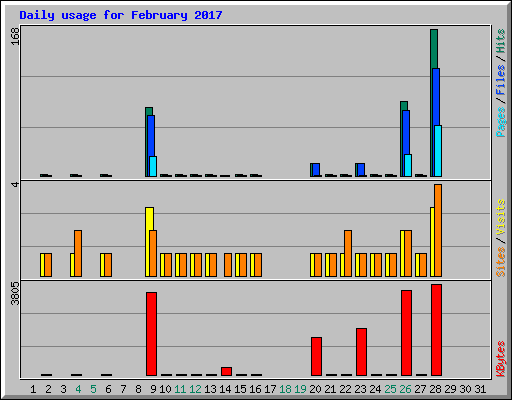 Daily usage for February 2017
168
Pages / Files / Hits
4
Sites / Visits
3805
KBytes
1 2 3 4 5 6 7 8 9 10 11 12 13 14 15 16 17 18 19 20 21 22 23 24 25 26 27 28 29 30 31